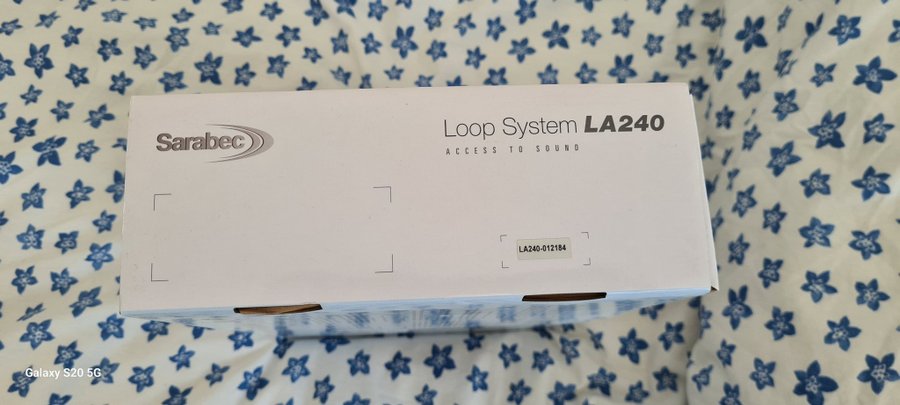 Sarabec
Loop System LA240
ACCESS TO SOUND
LA240-012184
Galaxy S20 5G